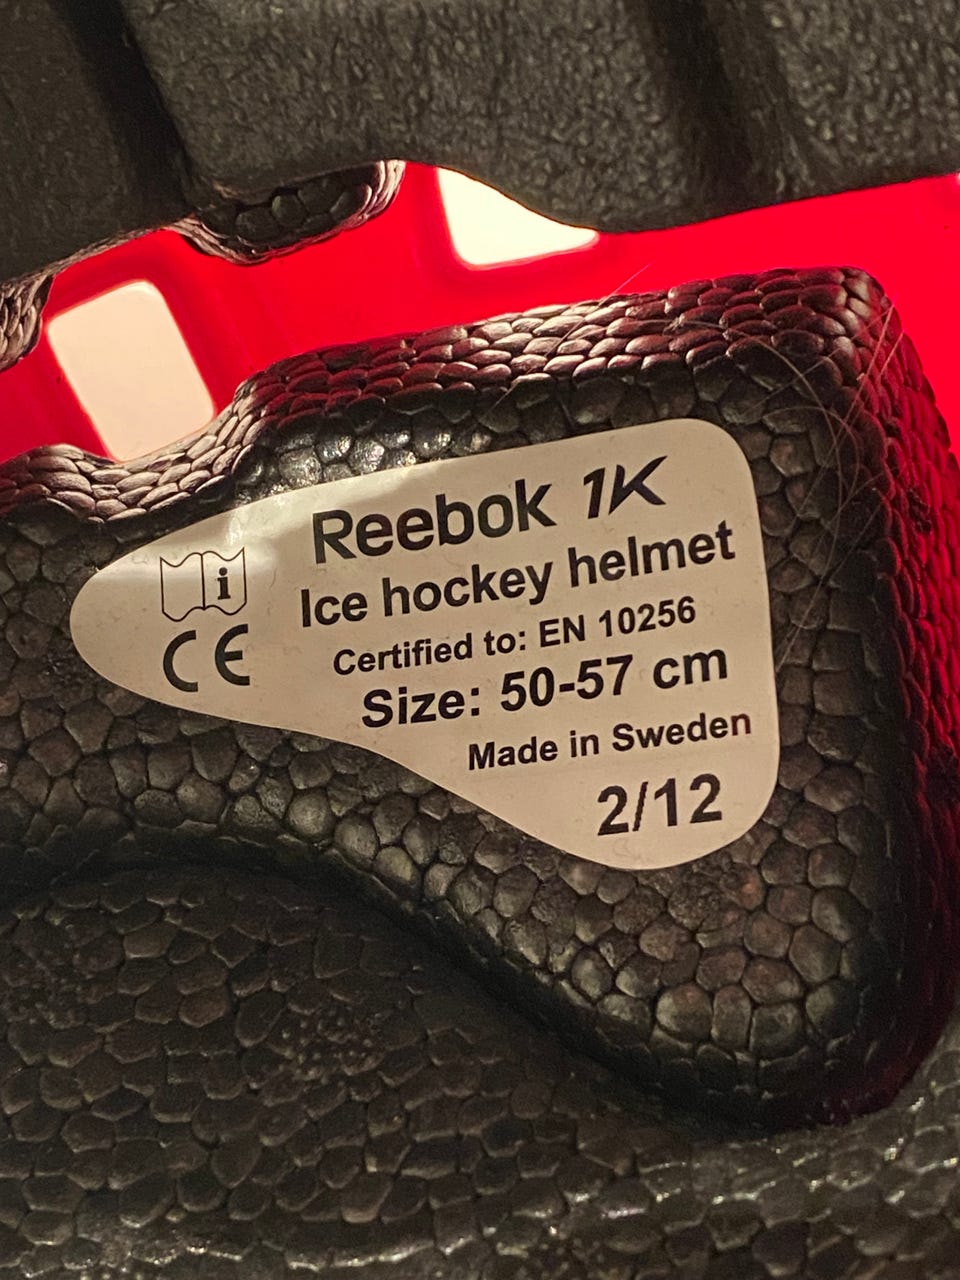 Reebok 1K
Ice hockey helmet
i
CE
Certified to: EN 10256
Size: 50-57 cm
Made in Sweden
2/12